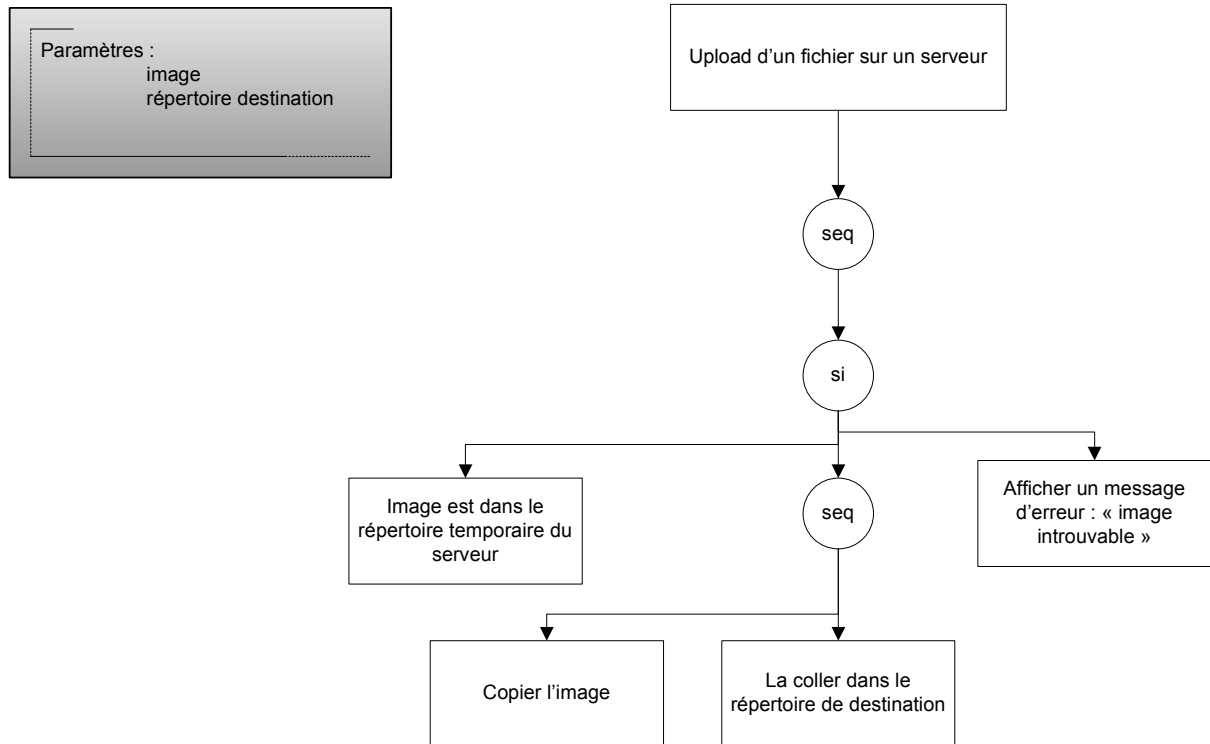 Paramètres :
image
répertoire destination
Upload d’un fichier sur un serveur
seq
si
Image est dans le
répertoire temporaire du
serveur
seq
Afficher un message
d’erreur : « image
introuvable »
Copier l’image
La coller dans le
répertoire de destination